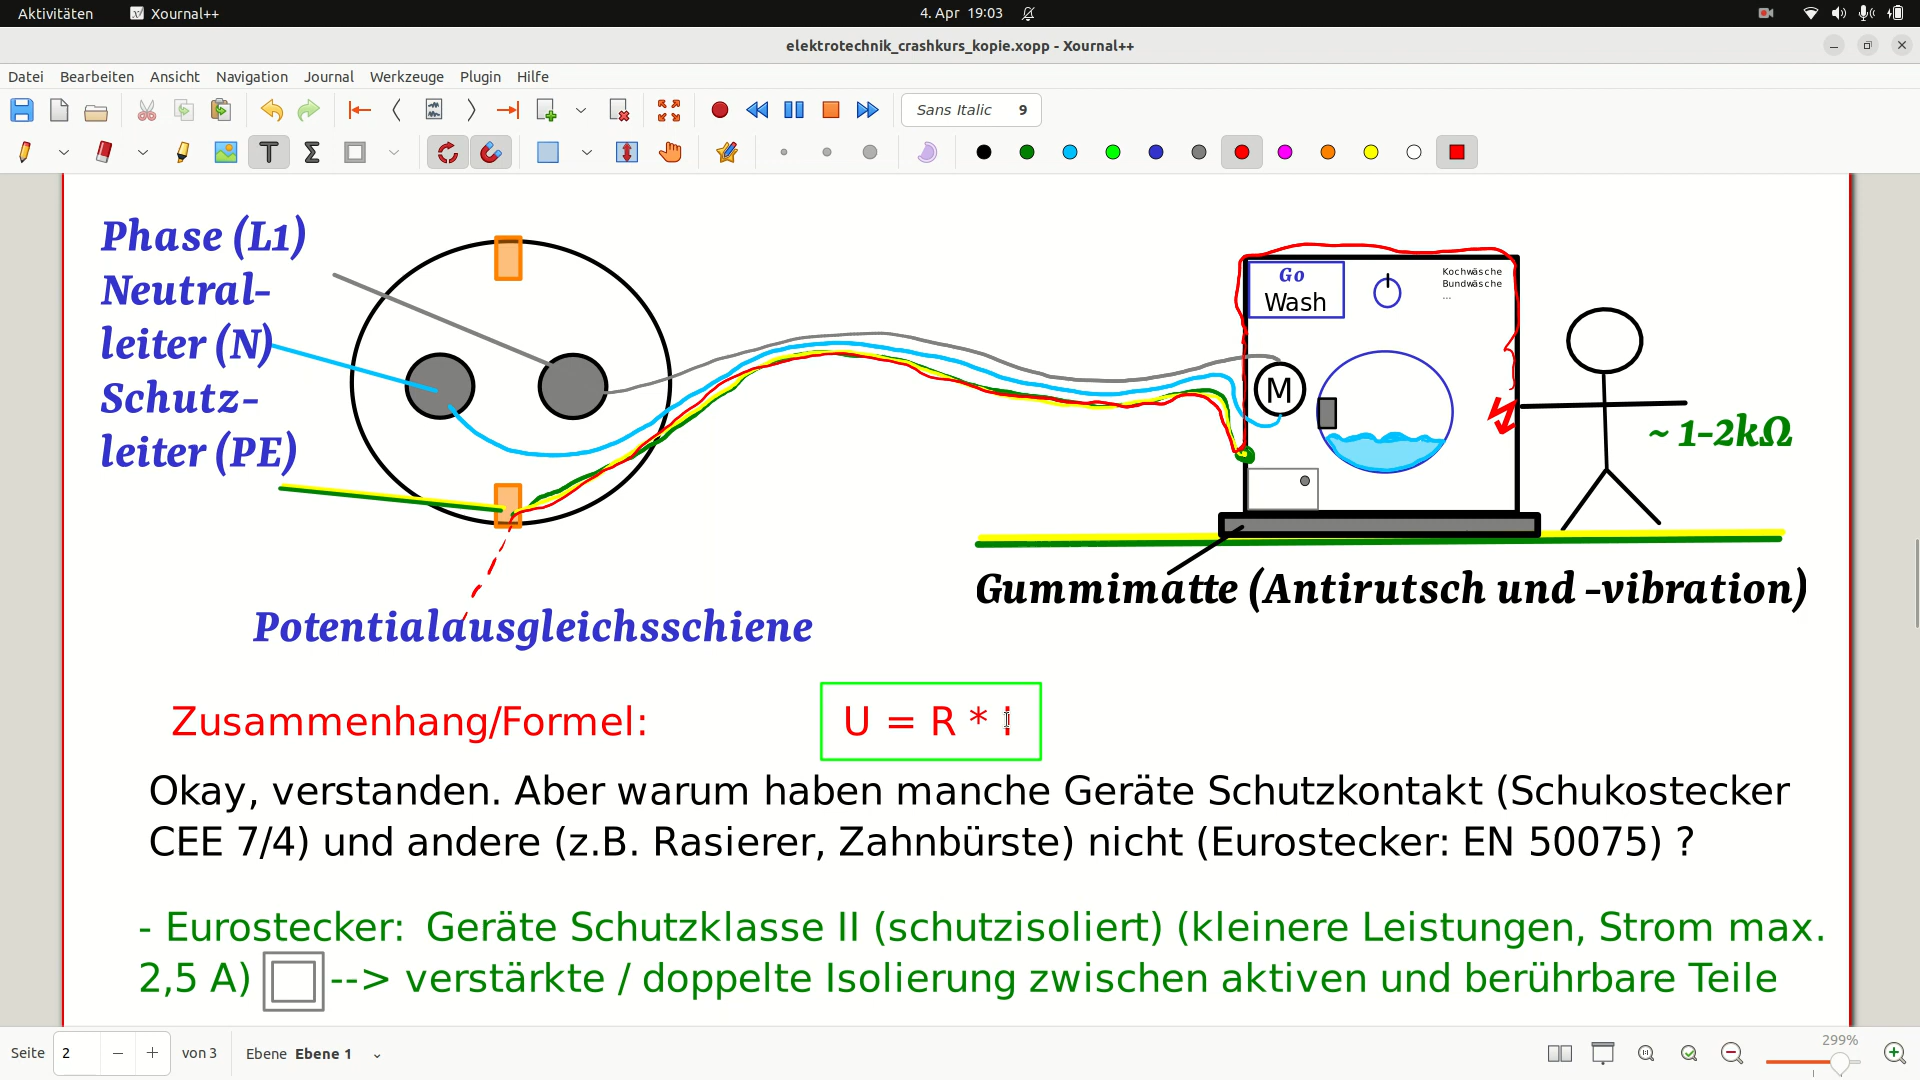 Aktivitäten
Xournal++
4. Apr 19:03
elektrotechnik_crashkurs_kopie.xopp - Xournal++
Datei Bearbeiten Ansicht Navigation Journal Werkzeuge Plugin Hilfe
Sans Italic 9
Phase (L1)
Neutral-
leiter (N)
Schutz-
leiter (PE)
Go
Wash
Kochwäsche
Bundwäsche
...
M
~ 1-2kΩ
Gummimatte (Antirutsch und -vibration)
Potentialausgleichsschiene
Zusammenhang/Formel:
U = R * I
Okay, verstanden. Aber warum haben manche Geräte Schutzkontakt (Schukostecker
CEE 7/4) und andere (z.B. Rasierer, Zahnbürste) nicht (Eurostecker: EN 50075) ?
- Eurostecker: Geräte Schutzklasse II (schutzisoliert) (kleinere Leistungen, Strom max.
2,5 A) --> verstärkte / doppelte Isolierung zwischen aktiven und berührbare Teile
Seite 2 von 3 Ebene Ebene 1
299%